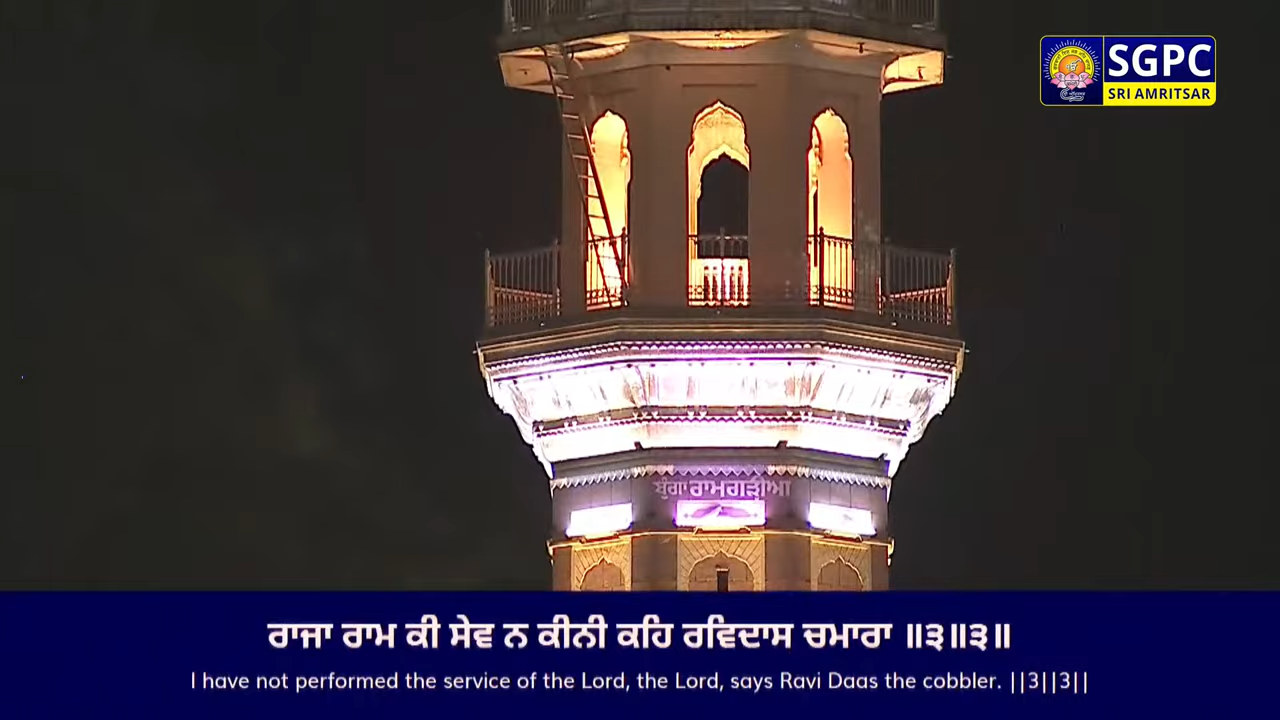 SGPC
SRI AMRITSAR
ਬੁੰਗਾ ਰਾਮਗੜ੍ਹੀਆ
ਰਾਜਾ ਰਾਮ ਕੀ ਸੇਵ ਨ ਕੀਨੀ ਕਹਿ ਰਵਿਦਾਸ ਚਮਾਰਾ ॥੩॥੩॥
I have not performed the service of the Lord, the Lord, says Ravi Daas the cobbler. ||3||3||